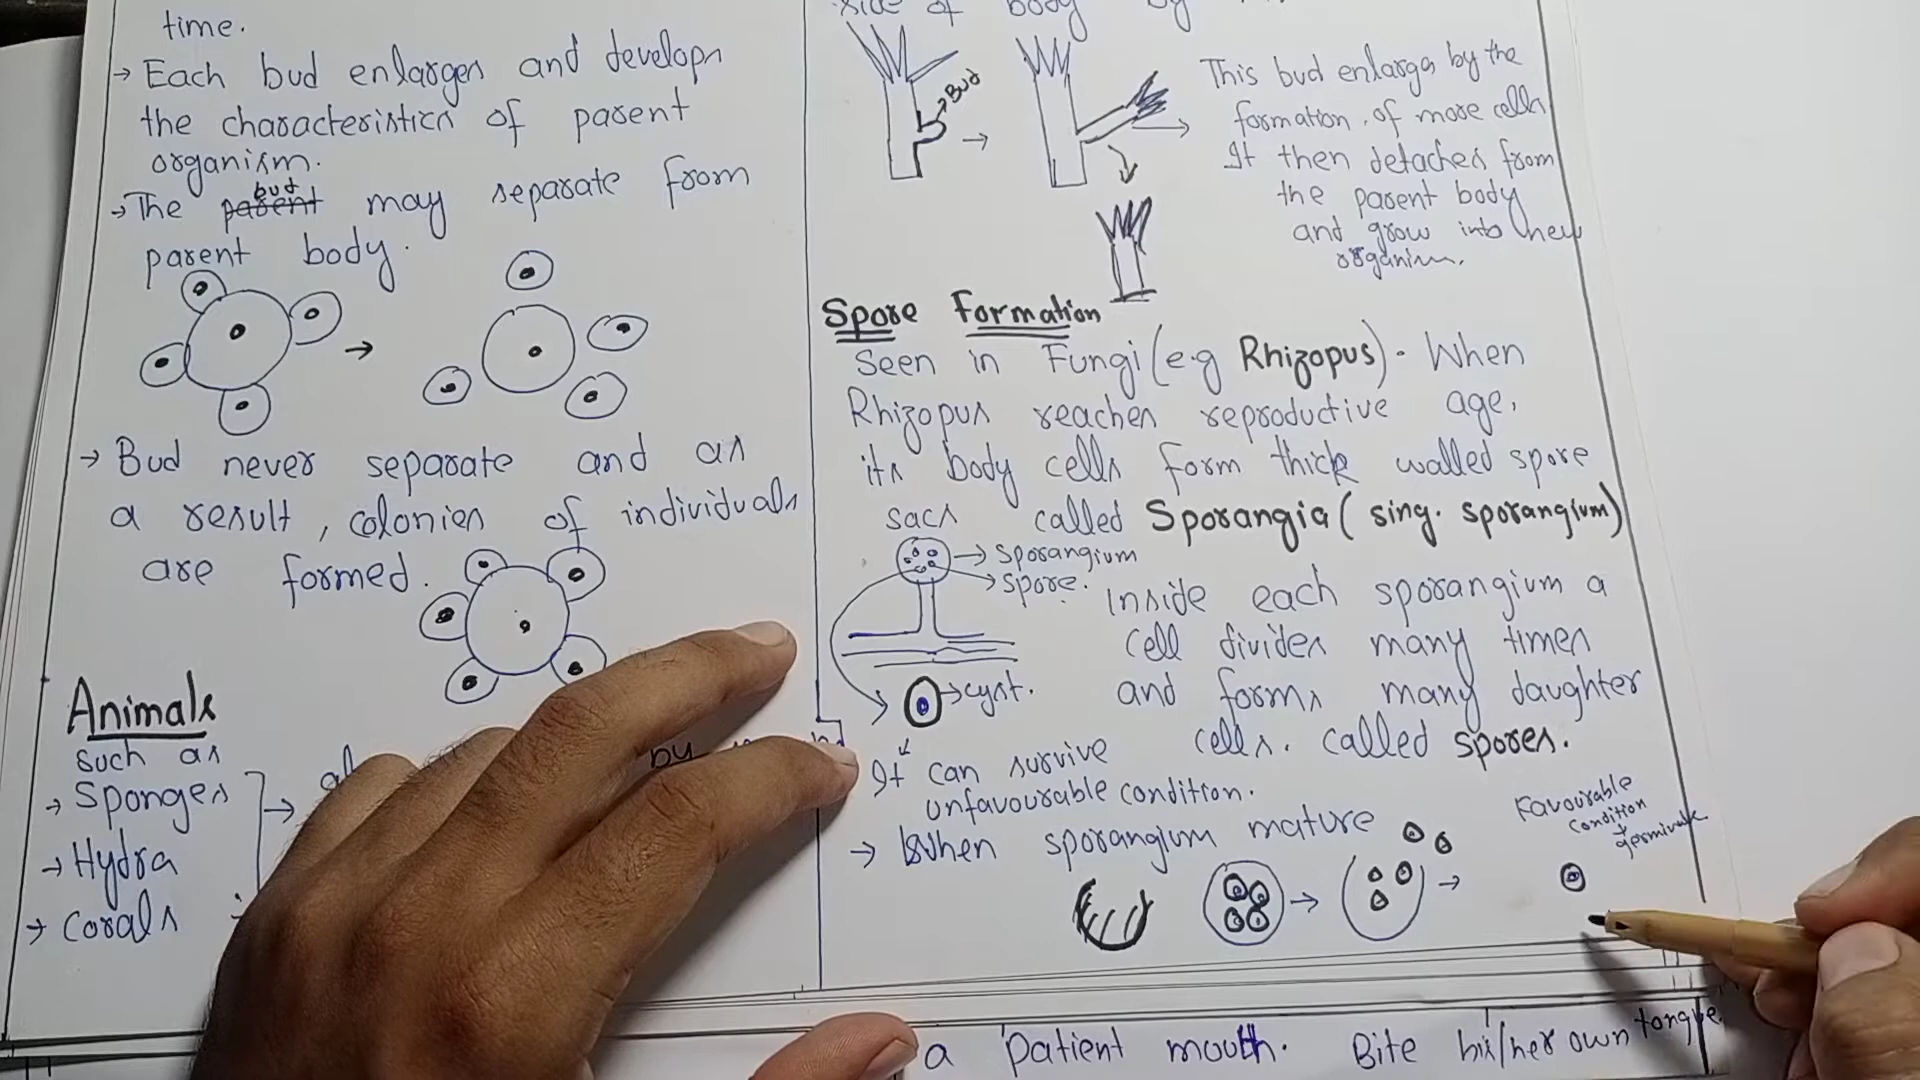 time.
→ Each bud enlarges and develops
the characteristics of parent
organism.
bud
→ The parent may separate from
parent body.
→ Bud never separate and as
a result, colonies of individuals
are formed.
Animals
such as
→ Sponges
→ Hydra
→ Corals
by
side of body by
Bud
This bud enlarges by the
formation of more cells
It then detaches from
the parent body
and grow into new
organism.
Spore Formation
Seen in Fungi (e.g Rhizopus). When
Rhizopus reaches reproductive age,
its body cells form thick walled spore
sacs called Sporangia (sing. sporangium)
→ Sporangium
→ Spore.
Inside each sporangium a
cell divides many times
and forms many daughter
cells. called spores.
→ cyst.
It can survive
unfavourable condition.
→ When sporangium mature
Favourable
condition
germinate
a patient mouth. Bite his/her own tongue.